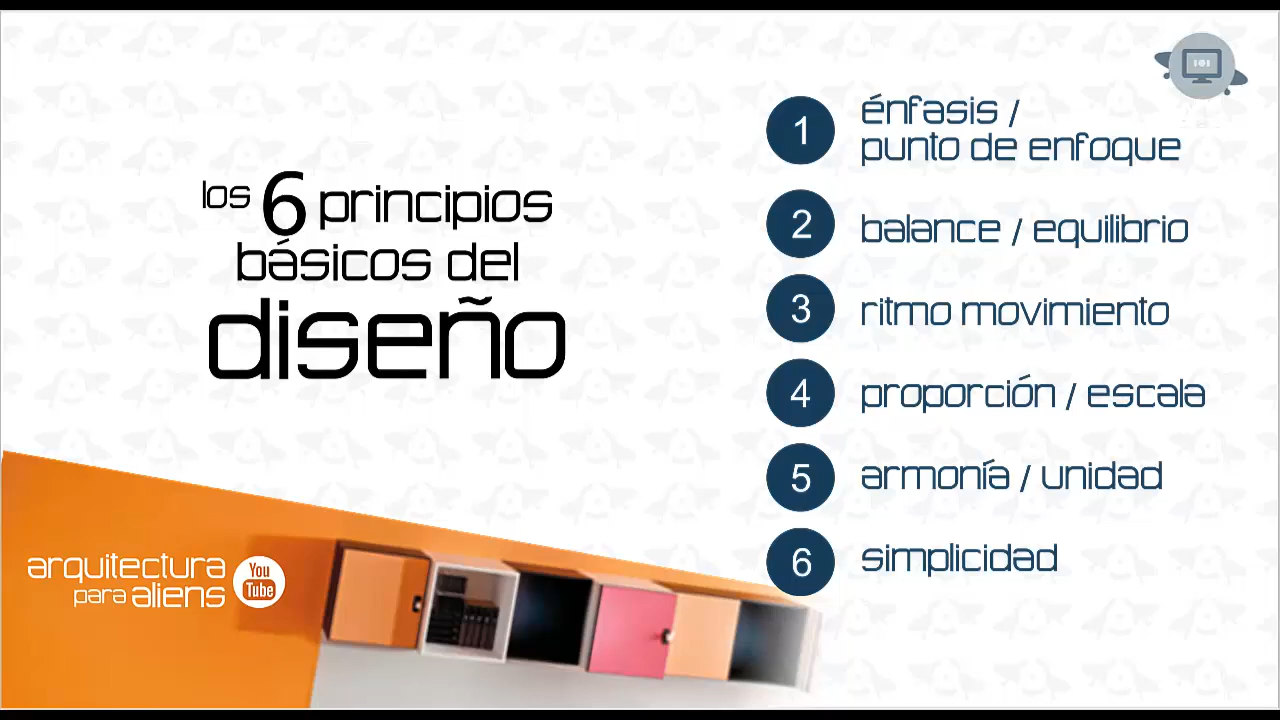 los 6 principios
básicos del
diseño
1 énfasis /
punto de enfoque
2 balance / equilibrio
3 ritmo movimiento
4 proporción / escala
5 armonía / unidad
6 simplicidad
arquitectura
para aliens
You
Tube